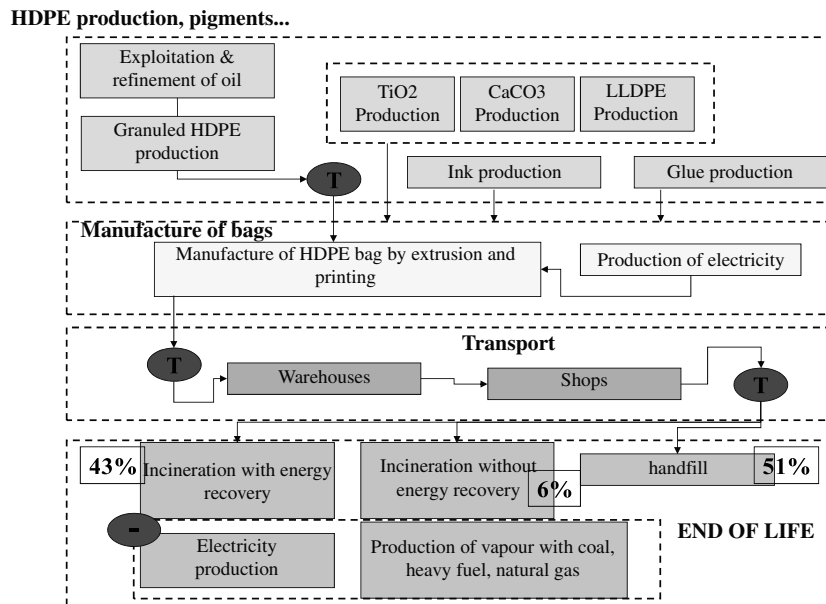 HDPE production, pigments...
Exploitation &
refinement of oil
TiO2
Production
CaCO3
Production
LLDPE
Production
Granuled HDPE
production
T
Ink production
Glue production
Manufacture of bags
Manufacture of HDPE bag by extrusion and
printing
Production of electricity
Transport
T
Warehouses
Shops
T
43%
Incineration with energy
recovery
Incineration without
energy recovery
6%
handfill
51%
-
Electricity
production
Production of vapour with coal,
heavy fuel, natural gas
END OF LIFE